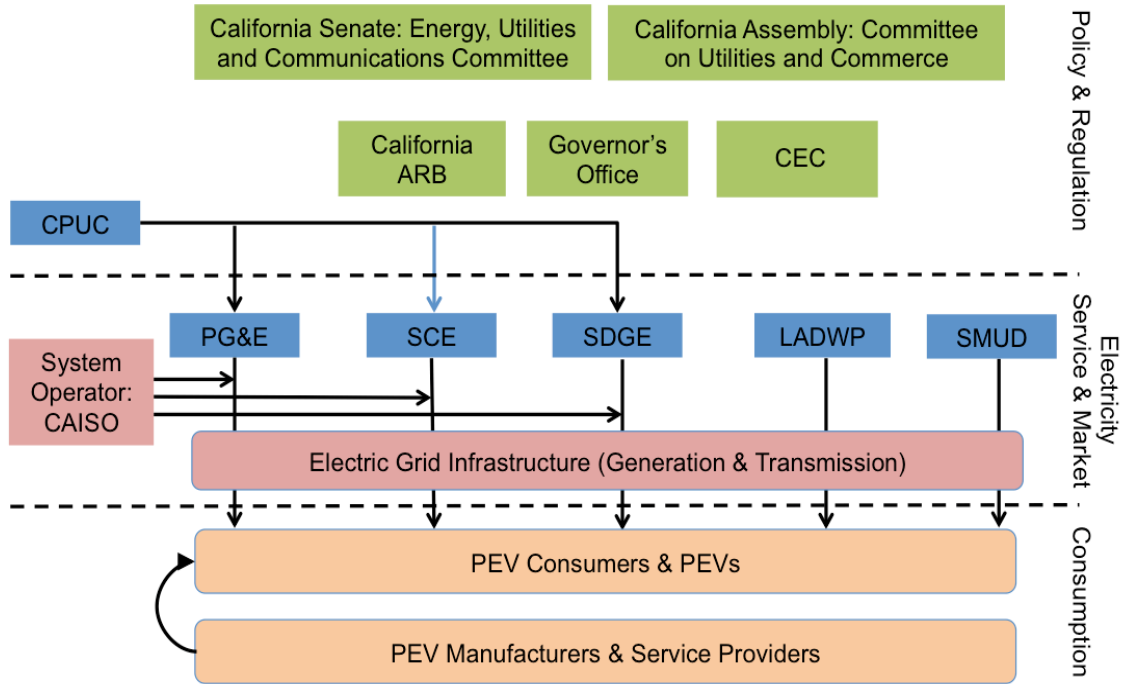 California Senate: Energy, Utilities
and Communications Committee
California Assembly: Committee
on Utilities and Commerce
Policy & Regulation
California
ARB
Governor's
Office
CEC
CPUC
PG&E
SCE
SDGE
LADWP
SMUD
Electricity
Service & Market
System
Operator:
CAISO
Electric Grid Infrastructure (Generation & Transmission)
PEV Consumers & PEVs
Consumption
PEV Manufacturers & Service Providers